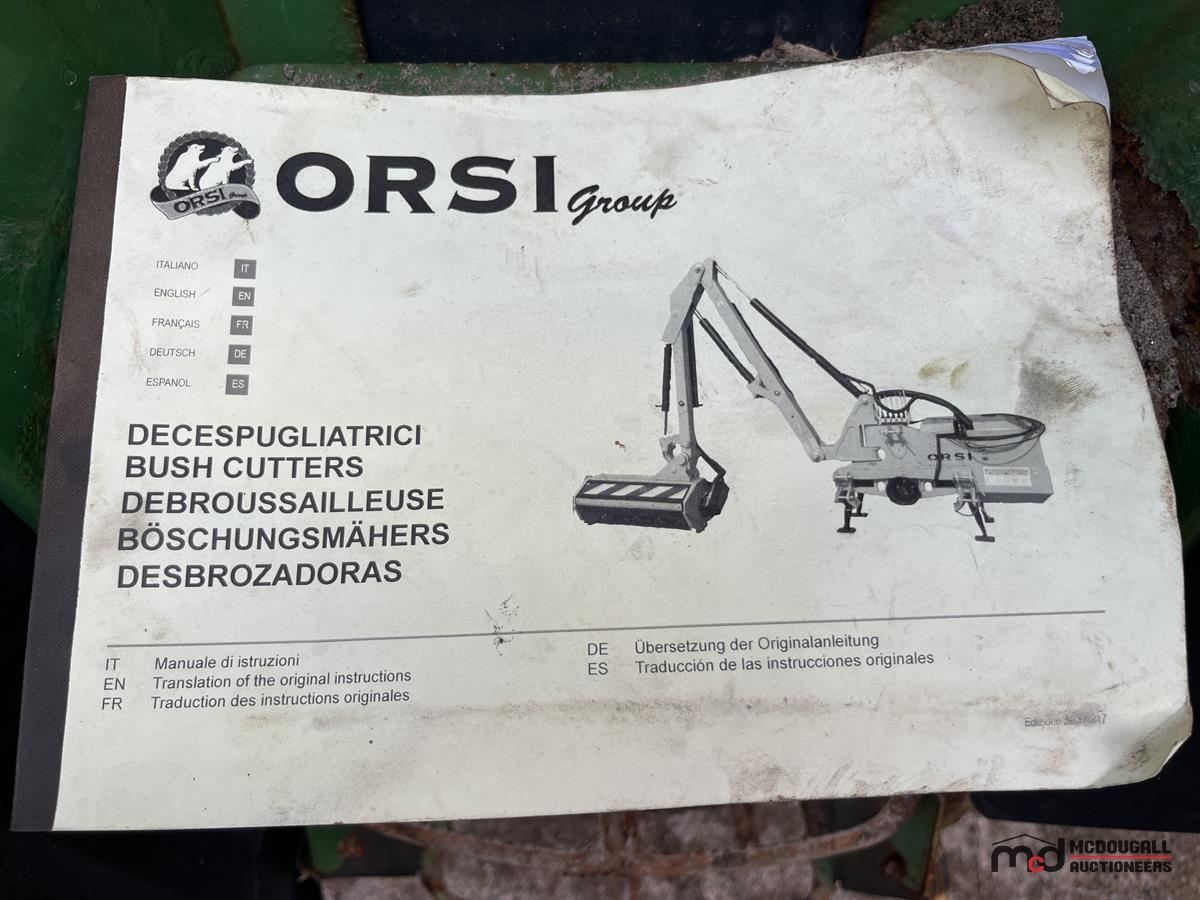 ORSI Group
ORSI Group
ITALIANO IT
ENGLISH EN
FRANÇAIS FR
DEUTSCH DE
ESPANOL ES
DECESPUGLIATRICI
BUSH CUTTERS
DEBROUSSAILLEUSE
BÖSCHUNGSMÄHERS
DESBROZADORAS
ORSI
IT Manuale di istruzioni
EN Translation of the original instructions
FR Traduction des instructions originales
DE Übersetzung der Originalanleitung
ES Traducción de las instrucciones originales
Edizione
mcd MCDOUGALL
AUCTIONEERS